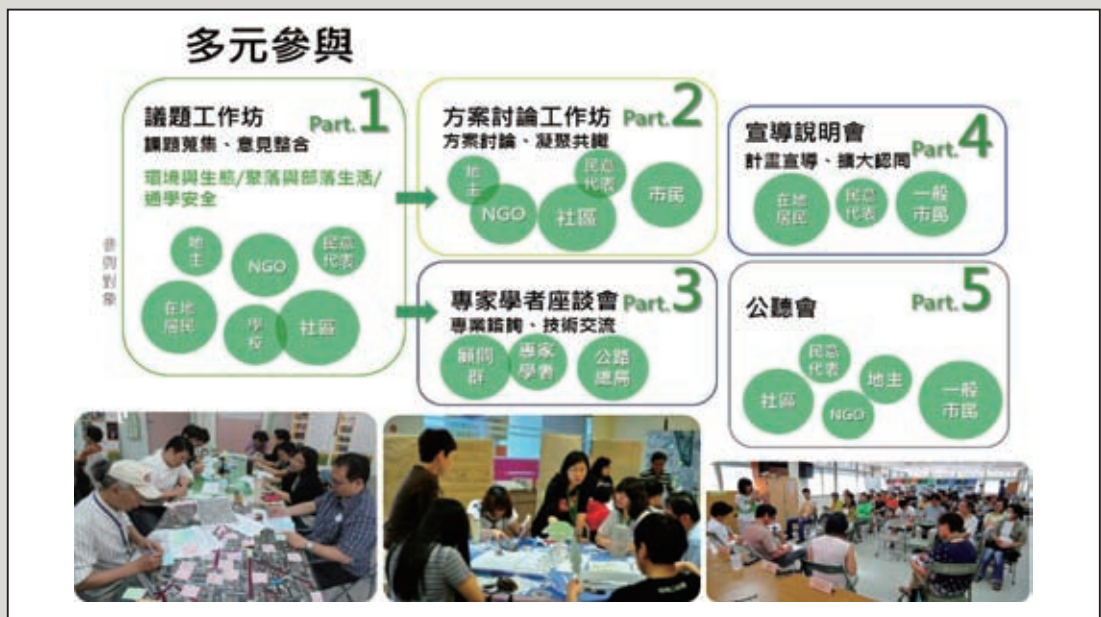 多元參與
議題工作坊 Part.1
課題蒐集、意見整合
環境與生態/聚落與部落生活/
通學安全
參與對象
地主
NGO
民意代表
在地居民
學校
社區
方案討論工作坊 Part.2
方案討論、凝聚共識
地主
NGO
民意代表
社區
市民
專家學者座談會 Part.3
專業諮詢、技術交流
顧問群
專家學者
公路總局
宣導說明會 Part.4
計畫宣導、擴大認同
在地居民
民意代表
一般市民
公聽會 Part.5
社區
民意代表
NGO
地主
一般市民